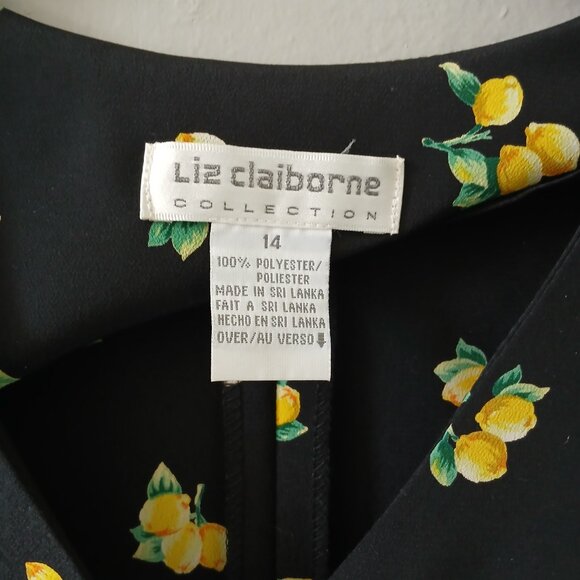 Liz claiborne
COLLECTION
14
100% POLYESTER/
POLIESTER
MADE IN SRI LANKA
FAIT A SRI LANKA
HECHO EN SRI LANKA
OVER/AU VERSO